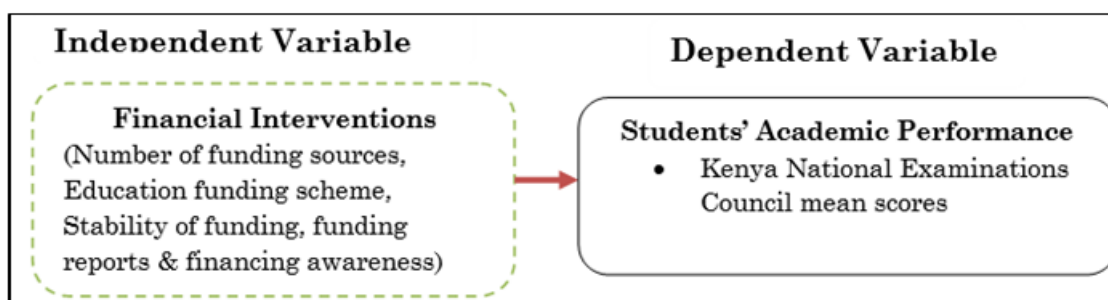 Independent Variable
Dependent Variable
Financial Interventions
(Number of funding sources,
Education funding scheme,
Stability of funding, funding
reports & financing awareness)
Students’ Academic Performance
• Kenya National Examinations
Council mean scores